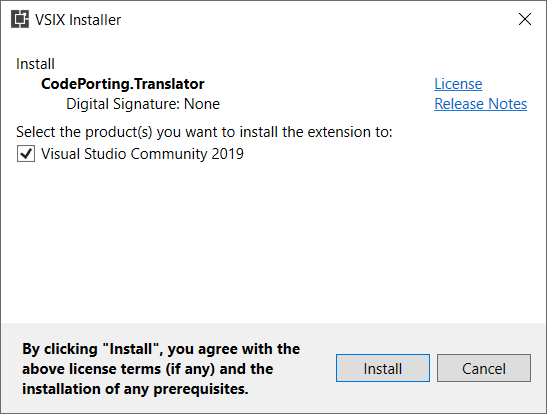 VSIX Installer
Install
CodePorting.Translator License
Digital Signature: None Release Notes
Select the product(s) you want to install the extension to:
Visual Studio Community 2019
By clicking "Install", you agree with the
above license terms (if any) and the
installation of any prerequisites.
Install Cancel